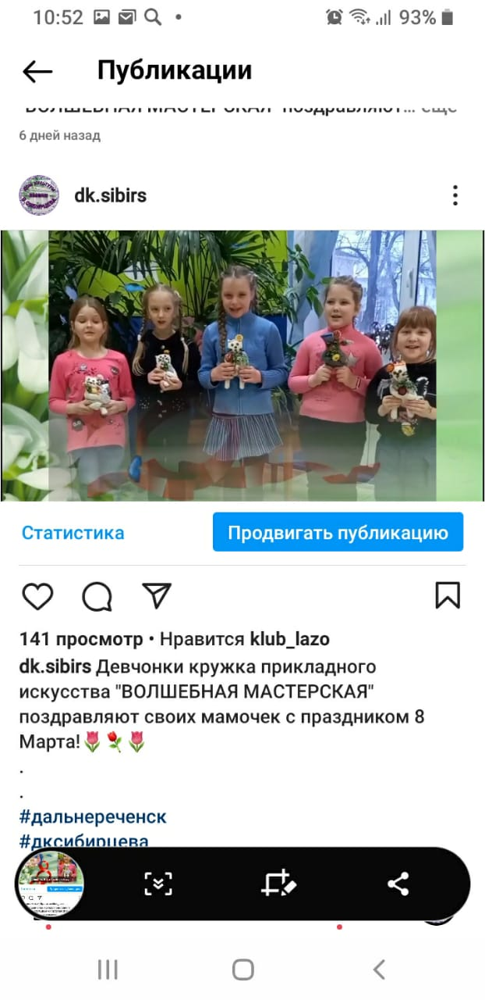 10:52
93%
Публикации
"ВОЛШЕБНАЯ МАСТЕРСКАЯ" поздравляют... еще
6 дней назад
dk.sibirs
Статистика
Продвигать публикацию
141 просмотр • Нравится klub_lazo
dk.sibirs Девчонки кружка прикладного
искусства "ВОЛШЕБНАЯ МАСТЕРСКАЯ"
поздравляют своих мамочек с праздником 8
Марта!🌷🌹🌷
.
.
#дальнереченск
#дксибирцева